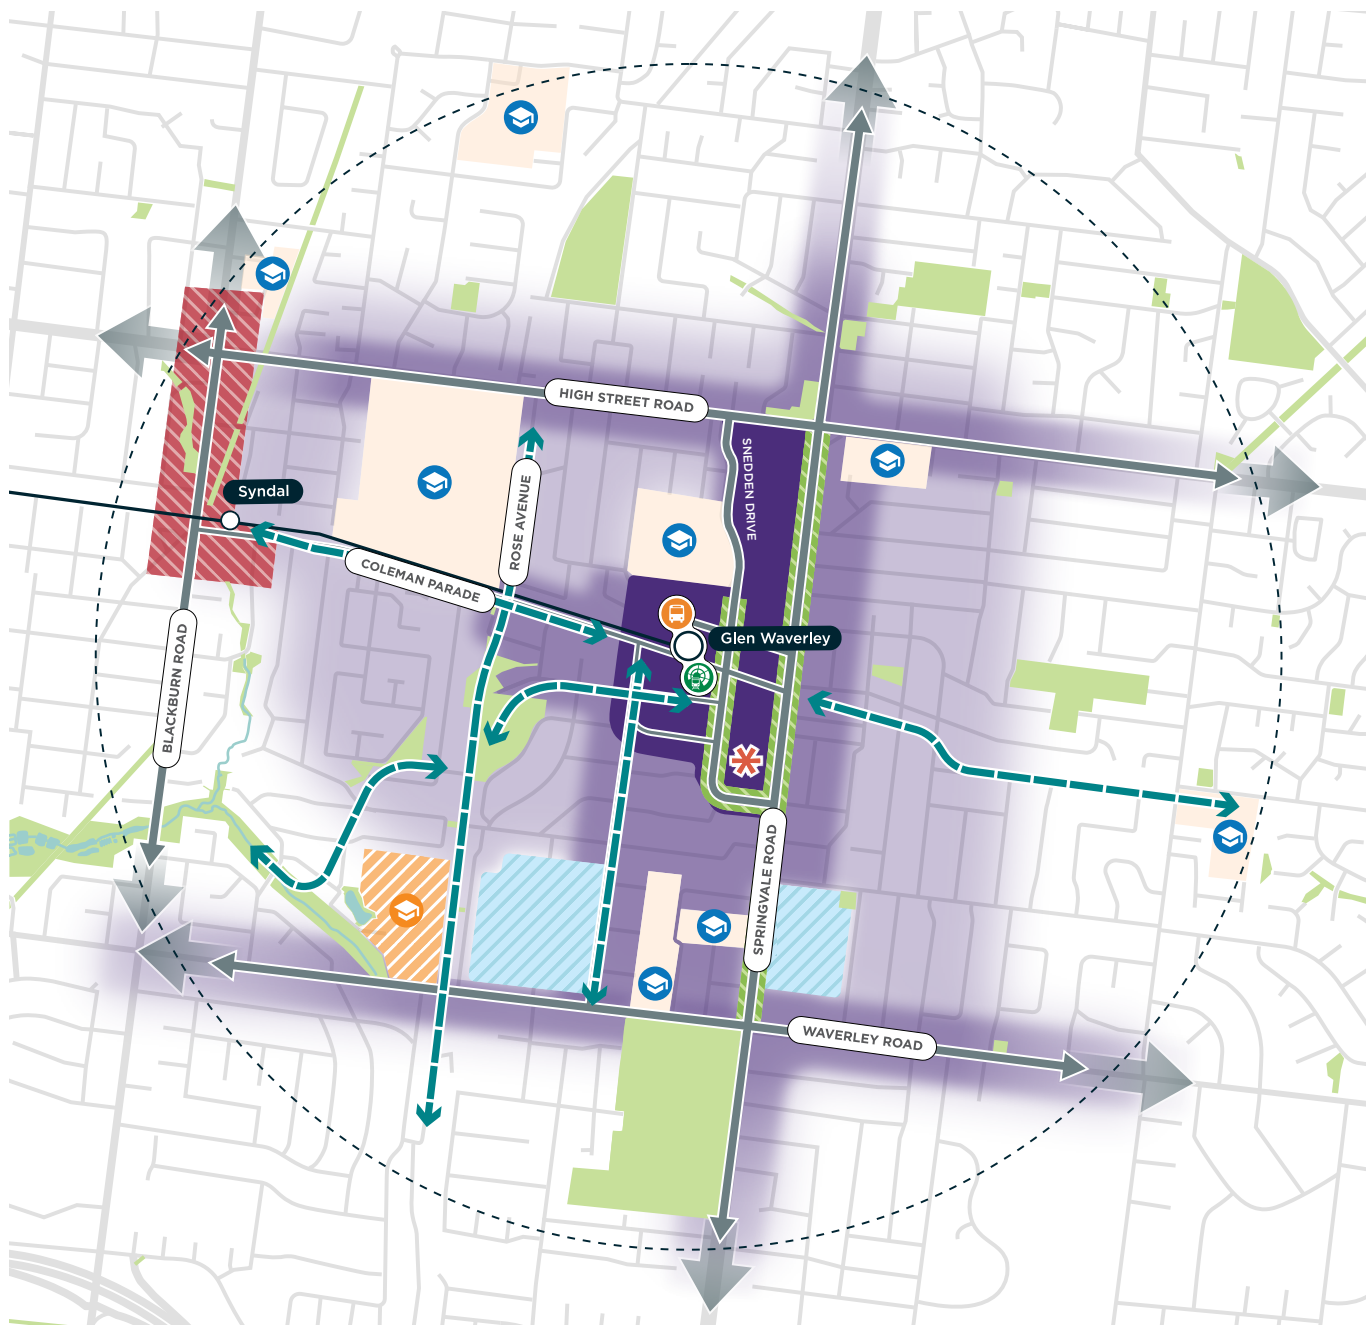 HIGH STREET ROAD
SNEDDEN DRIVE
Syndal
ROSE AVENUE
COLEMAN PARADE
Glen Waverley
BLACKBURN ROAD
SPRINGVALE ROAD
WAVERLEY ROAD